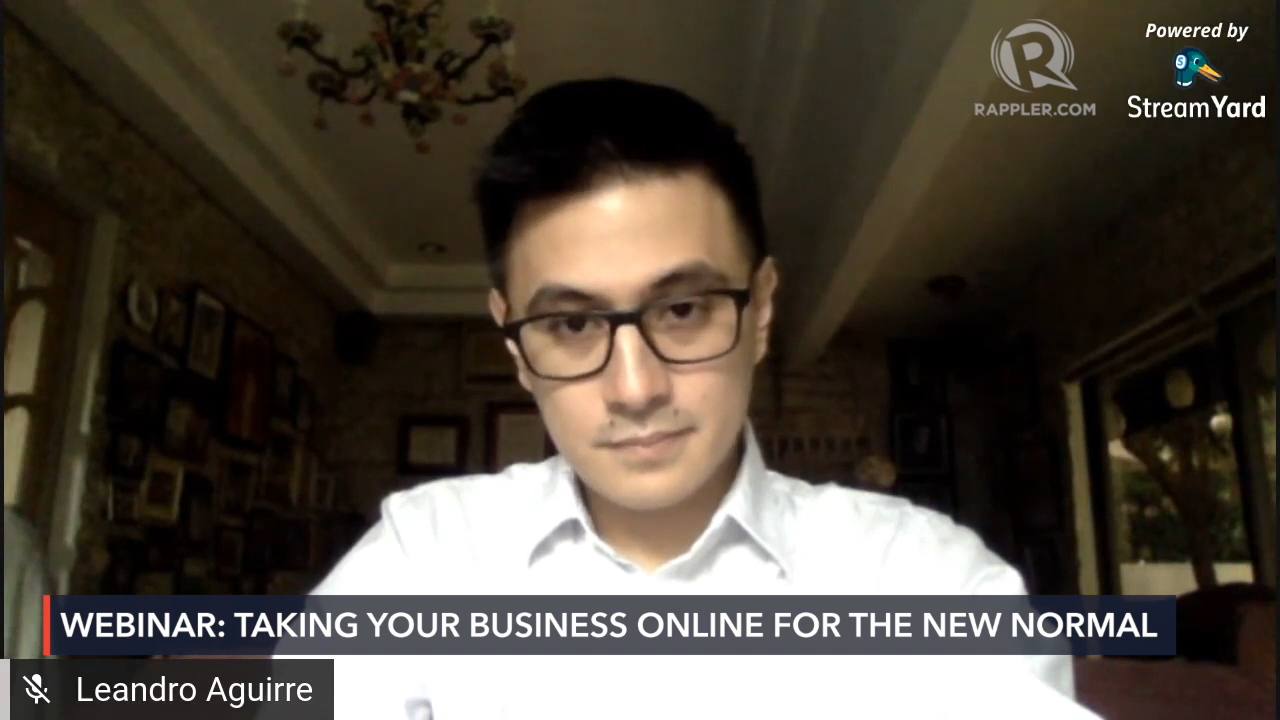 Powered by
StreamYard
R
RAPPLER.COM
S
WEBINAR: TAKING YOUR BUSINESS ONLINE FOR THE NEW NORMAL
Leandro Aguirre